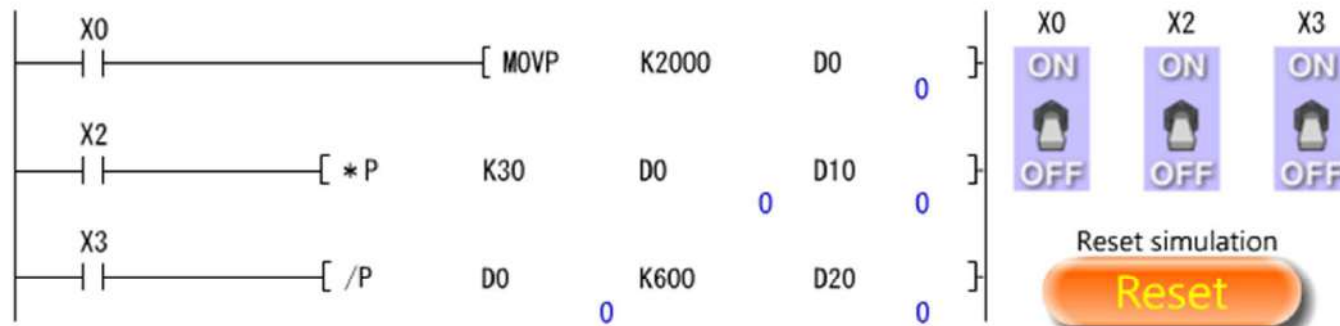 X0 X0 X2 X3
MOVP K2000 D0 ON ON ON
0
X2
*P K30 D0 D10 OFF OFF OFF
0 0
X3 Reset simulation
/P D0 K600 D20 Reset
0 0